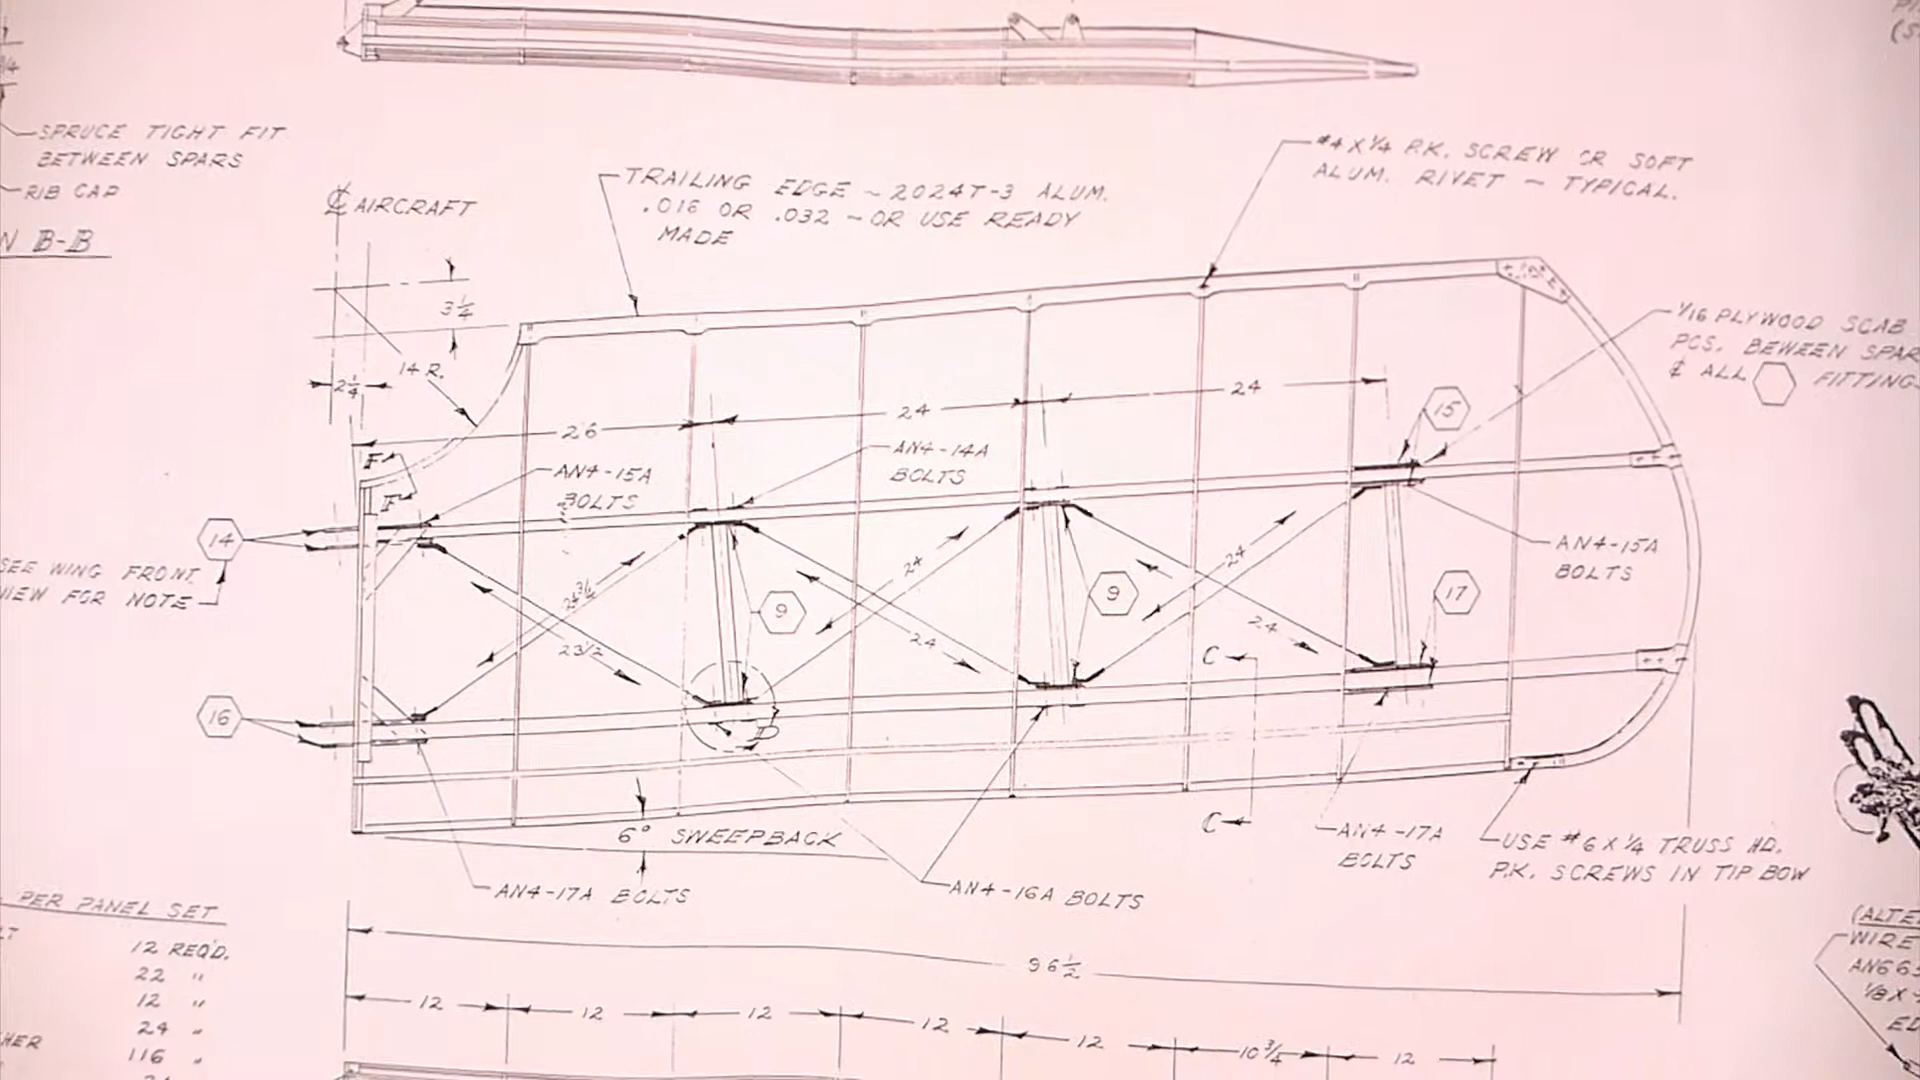 SPRUCE TIGHT FIT
BETWEEN SPARS
RIB CAP
N B-B
℄ AIRCRAFT
TRAILING EDGE ~ 2024T-3 ALUM.
.016 OR .032 ~ OR USE READY
MADE
#4 X 1/4 P.K. SCREW OR SOFT
ALUM. RIVET ~ TYPICAL.
1/16 PLYWOOD SCAB
PCS. BEWEEN SPAR
¢ ALL FITTING
3 1/4
2 1/4
14 R.
26
24
24
F
F
AN4-15A
BOLTS
AN4-14A
BOLTS
15
14
SEE WING FRONT
VIEW FOR NOTE
24 3/4
23 1/2
9
24
24
9
24
24
17
AN4-15A
BOLTS
16
D
C
C
6° SWEEPBACK
AN4-17A BOLTS
AN4-16A BOLTS
AN4-17A
BOLTS
USE #6 X 1/4 TRUSS HD.
P.K. SCREWS IN TIP BOW
PER PANEL SET
12 REQ'D.
22 "
12 "
24 "
HER 116 "
96 1/2
12
12
12
12
12
10 3/4
12
(ALTE
WIRE
AN66
1/8 X
ED